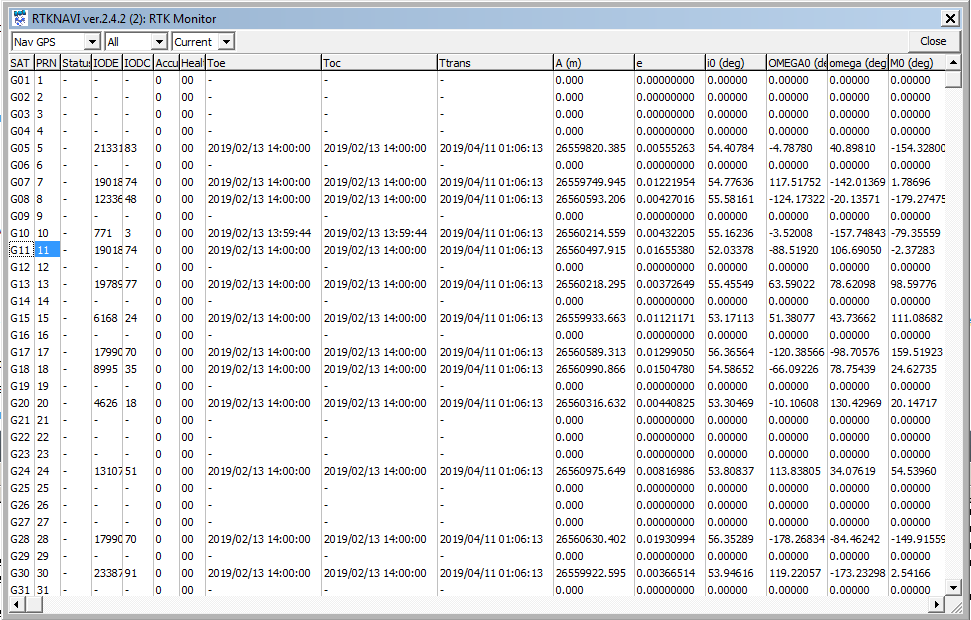 RTKNAVI ver.2.4.2 (2): RTK Monitor
Nav GPS All Current Close
SAT PRN Status IODE IODC Accu Healt Toe Toc Ttrans A (m) e i0 (deg) OMEGA0 (de omega (deg M0 (deg)
G01 1 - - - 0 00 - - - 0.000 0.00000000 0.00000 0.00000 0.00000 0.00000
G02 2 - - - 0 00 - - - 0.000 0.00000000 0.00000 0.00000 0.00000 0.00000
G03 3 - - - 0 00 - - - 0.000 0.00000000 0.00000 0.00000 0.00000 0.00000
G04 4 - - - 0 00 - - - 0.000 0.00000000 0.00000 0.00000 0.00000 0.00000
G05 5 - 21331 83 0 00 2019/02/13 14:00:00 2019/02/13 14:00:00 2019/04/11 01:06:13 26559820.385 0.00555263 54.40784 -4.78780 40.89810 -154.32800
G06 6 - - - 0 00 - - - 0.000 0.00000000 0.00000 0.00000 0.00000 0.00000
G07 7 - 19018 74 0 00 2019/02/13 14:00:00 2019/02/13 14:00:00 2019/04/11 01:06:13 26559749.945 0.01221954 54.77636 117.51752 -142.01369 1.78696
G08 8 - 12336 48 0 00 2019/02/13 14:00:00 2019/02/13 14:00:00 2019/04/11 01:06:13 26560593.206 0.00427016 55.58161 -124.17322 -20.13571 -179.27475
G09 9 - - - 0 00 - - - 0.000 0.00000000 0.00000 0.00000 0.00000 0.00000
G10 10 - 771 3 0 00 2019/02/13 13:59:44 2019/02/13 13:59:44 2019/04/11 01:06:13 26560214.559 0.00432205 55.16236 -3.52008 -157.74843 -79.35559
G11 11 - 19018 74 0 00 2019/02/13 14:00:00 2019/02/13 14:00:00 2019/04/11 01:06:13 26560497.915 0.01655380 52.03378 -88.51920 106.69050 -2.37283
G12 12 - - - 0 00 - - - 0.000 0.00000000 0.00000 0.00000 0.00000 0.00000
G13 13 - 19789 77 0 00 2019/02/13 14:00:00 2019/02/13 14:00:00 2019/04/11 01:06:13 26560218.295 0.00372649 55.45549 63.59022 78.62098 98.59776
G14 14 - - - 0 00 - - - 0.000 0.00000000 0.00000 0.00000 0.00000 0.00000
G15 15 - 6168 24 0 00 2019/02/13 14:00:00 2019/02/13 14:00:00 2019/04/11 01:06:13 26559933.663 0.01121171 53.17113 51.38077 43.73662 111.08682
G16 16 - - - 0 00 - - - 0.000 0.00000000 0.00000 0.00000 0.00000 0.00000
G17 17 - 17990 70 0 00 2019/02/13 14:00:00 2019/02/13 14:00:00 2019/04/11 01:06:13 26560589.313 0.01299050 56.36564 -120.38566 -98.70576 159.51923
G18 18 - 8995 35 0 00 2019/02/13 14:00:00 2019/02/13 14:00:00 2019/04/11 01:06:13 26560990.866 0.01504780 54.58652 -66.09226 78.75439 24.62735
G19 19 - - - 0 00 - - - 0.000 0.00000000 0.00000 0.00000 0.00000 0.00000
G20 20 - 4626 18 0 00 2019/02/13 14:00:00 2019/02/13 14:00:00 2019/04/11 01:06:13 26560316.632 0.00440825 53.30469 -10.10608 130.42969 20.14717
G21 21 - - - 0 00 - - - 0.000 0.00000000 0.00000 0.00000 0.00000 0.00000
G22 22 - - - 0 00 - - - 0.000 0.00000000 0.00000 0.00000 0.00000 0.00000
G23 23 - - - 0 00 - - - 0.000 0.00000000 0.00000 0.00000 0.00000 0.00000
G24 24 - 13107 51 0 00 2019/02/13 14:00:00 2019/02/13 14:00:00 2019/04/11 01:06:13 26560975.649 0.00816986 53.80837 113.83805 34.07619 54.53960
G25 25 - - - 0 00 - - - 0.000 0.00000000 0.00000 0.00000 0.00000 0.00000
G26 26 - - - 0 00 - - - 0.000 0.00000000 0.00000 0.00000 0.00000 0.00000
G27 27 - - - 0 00 - - - 0.000 0.00000000 0.00000 0.00000 0.00000 0.00000
G28 28 - 17990 70 0 00 2019/02/13 14:00:00 2019/02/13 14:00:00 2019/04/11 01:06:13 26560630.402 0.01930994 56.35289 -178.26834 -84.46242 -149.91559
G29 29 - - - 0 00 - - - 0.000 0.00000000 0.00000 0.00000 0.00000 0.00000
G30 30 - 23387 91 0 00 2019/02/13 14:00:00 2019/02/13 14:00:00 2019/04/11 01:06:13 26559922.595 0.00366514 53.94616 119.22057 -173.23298 2.54166
G31 31 - - - 0 00 - - - 0.000 0.00000000 0.00000 0.00000 0.00000 0.00000